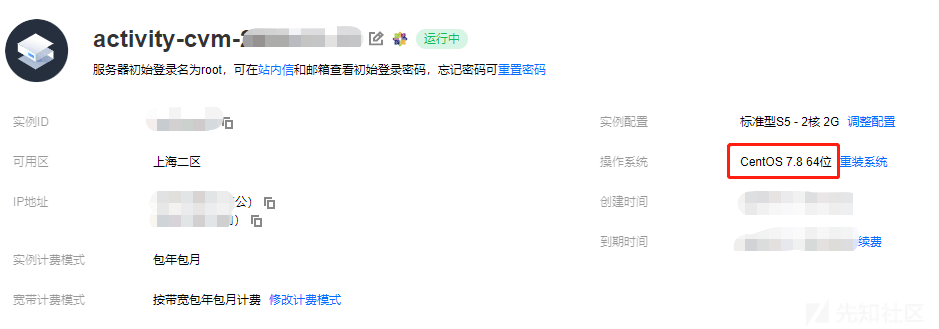 activity-cvm-2
运行中
服务器初始登录名为root，可在站内信和邮箱查看初始登录密码，忘记密码可重置密码
实例ID
实例配置 标准型S5 - 2核 2G 调整配置
可用区 上海二区
操作系统 CentOS 7.8 64位 重装系统
IP地址 公)
创建时间
到期时间 续费
实例计费模式 包年包月
宽带计费模式 按带宽包年包月计费 修改计费模式
先知社区